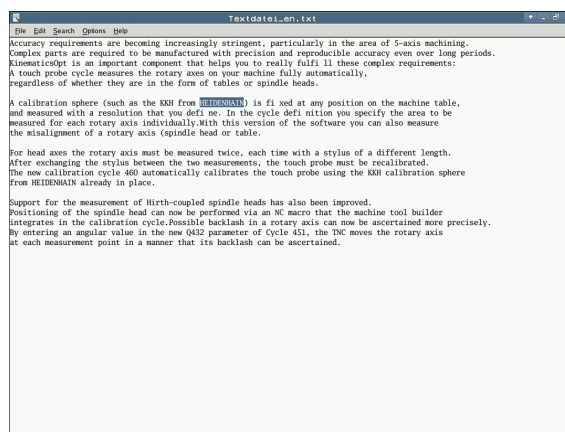 Textdatei_en.txt
File Edit Search Options Help
Accuracy requirements are becoming increasingly stringent, particularly in the area of 5-axis machining.
Complex parts are required to be manufactured with precision and reproducible accuracy even over long periods.
KinematicsOpt is an important component that helps you to really fulfi ll these complex requirements:
A touch probe cycle measures the rotary axes on your machine fully automatically,
regardless of whether they are in the form of tables or spindle heads.
A calibration sphere (such as the KKH from HEIDENHAIN) is fi xed at any position on the machine table,
and measured with a resolution that you defi ne. In the cycle defi nition you specify the area to be
measured for each rotary axis individually.With this version of the software you can also measure
the misalignment of a rotary axis (spindle head or table.
For head axes the rotary axis must be measured twice, each time with a stylus of a different length.
After exchanging the stylus between the two measurements, the touch probe must be recalibrated.
The new calibration cycle 460 automatically calibrates the touch probe using the KKH calibration sphere
from HEIDENHAIN already in place.
Support for the measurement of Hirth-coupled spindle heads has also been improved.
Positioning of the spindle head can now be performed via an NC macro that the machine tool builder
integrates in the calibration cycle.Possible backlash in a rotary axis can now be ascertained more precisely.
By entering an angular value in the new Q432 parameter of Cycle 451, the TNC moves the rotary axis
at each measurement point in a manner that its backlash can be ascertained.